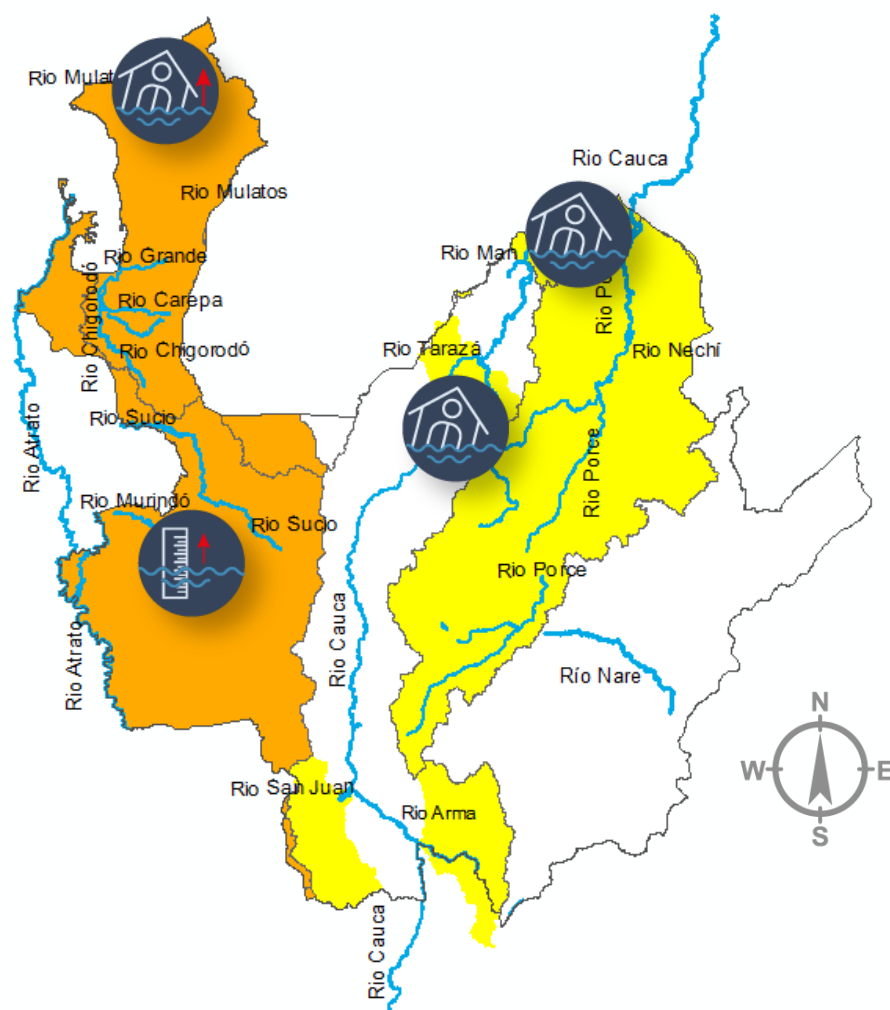 Rio Mulat
Rio Cauca
Rio Mulatos
Rio Man
Rio Grande
Rio Chigorodó
Rio Carepa
Rio P
Rio Tarazá
Rio Chigorodó
Rio Nechí
Rio Sucio
Rio Atrato
Rio Porce
Rio Murindó
Rio Sucio
Rio Porce
Rio Cauca
Rio Atrato
Río Nare
N
W
E
S
Rio San Juan
Rio Arma
Rio Cauca